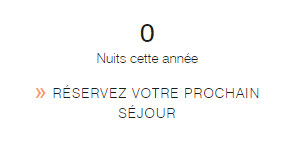 0
Nuits cette année
» RÉSERVEZ VOTRE PROCHAIN
SÉJOUR